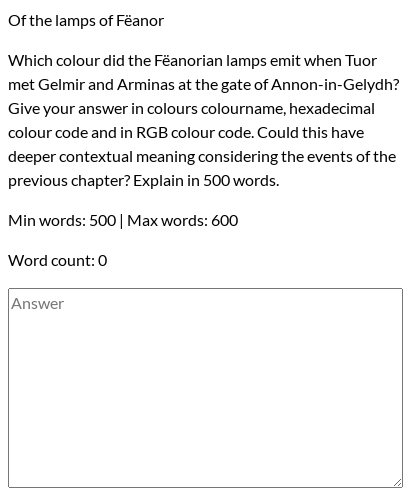 Of the lamps of Fëanor
Which colour did the Fëanorian lamps emit when Tuor
met Gelmir and Arminas at the gate of Annon-in-Gelydh?
Give your answer in colours colourname, hexadecimal
colour code and in RGB colour code. Could this have
deeper contextual meaning considering the events of the
previous chapter? Explain in 500 words.
Min words: 500 | Max words: 600
Word count: 0
Answer